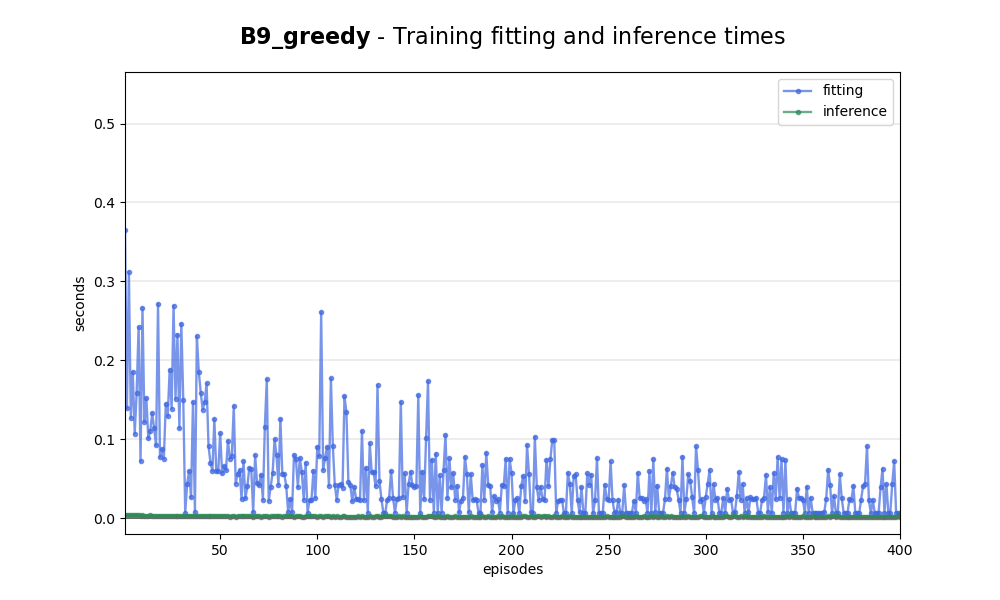 B9_greedy - Training fitting and inference times
fitting
inference
0.5
0.4
0.3
0.2
0.1
0.0
seconds
50 100 150 200 250 300 350 400
episodes